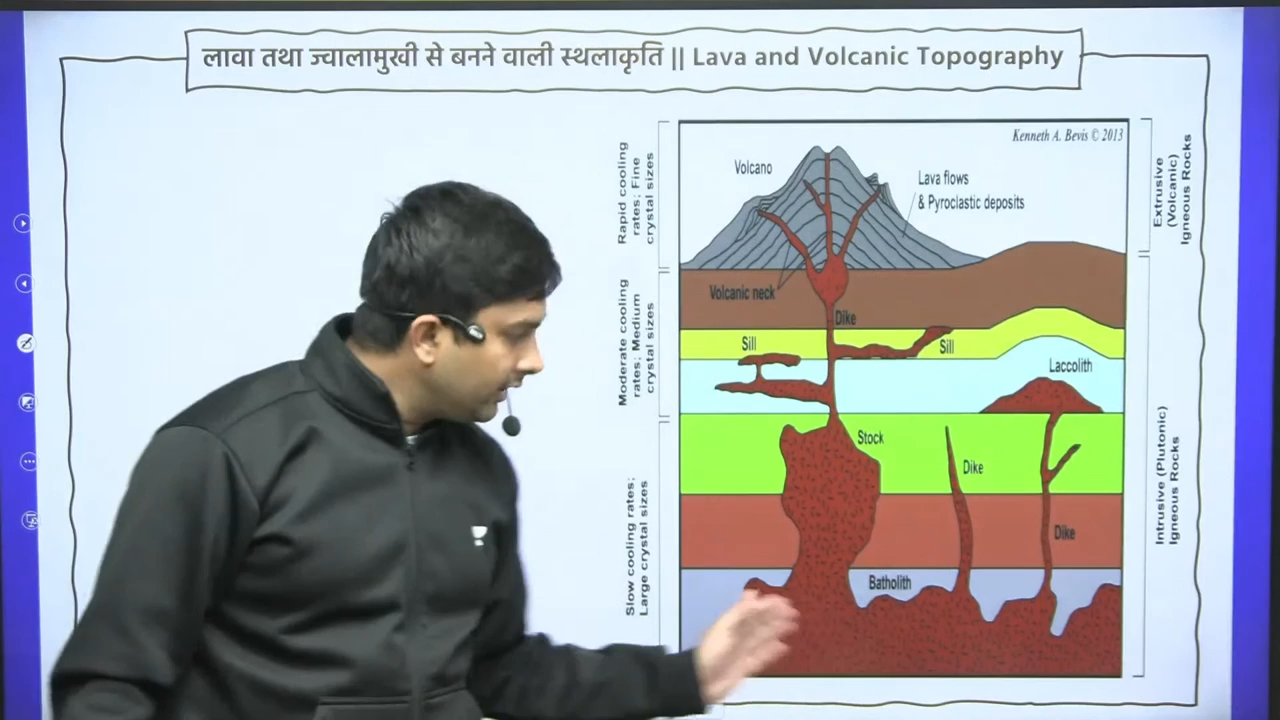 लावा तथा ज्वालामुखी से बनने वाली स्थलाकृति || Lava and Volcanic Topography
Kenneth A. Bevis © 2013
Rapid cooling
rates; Fine
crystal sizes
Volcano
Lava flows
& Pyroclastic deposits
Extrusive
(Volcanic)
Igneous Rocks
Moderate cooling
rates; Medium
crystal sizes
Volcanic neck
Dike
Sill
Sill
Laccolith
Slow cooling rates;
Large crystal sizes
Stock
Dike
Dike
Batholith
Intrusive (Plutonic)
Igneous Rocks